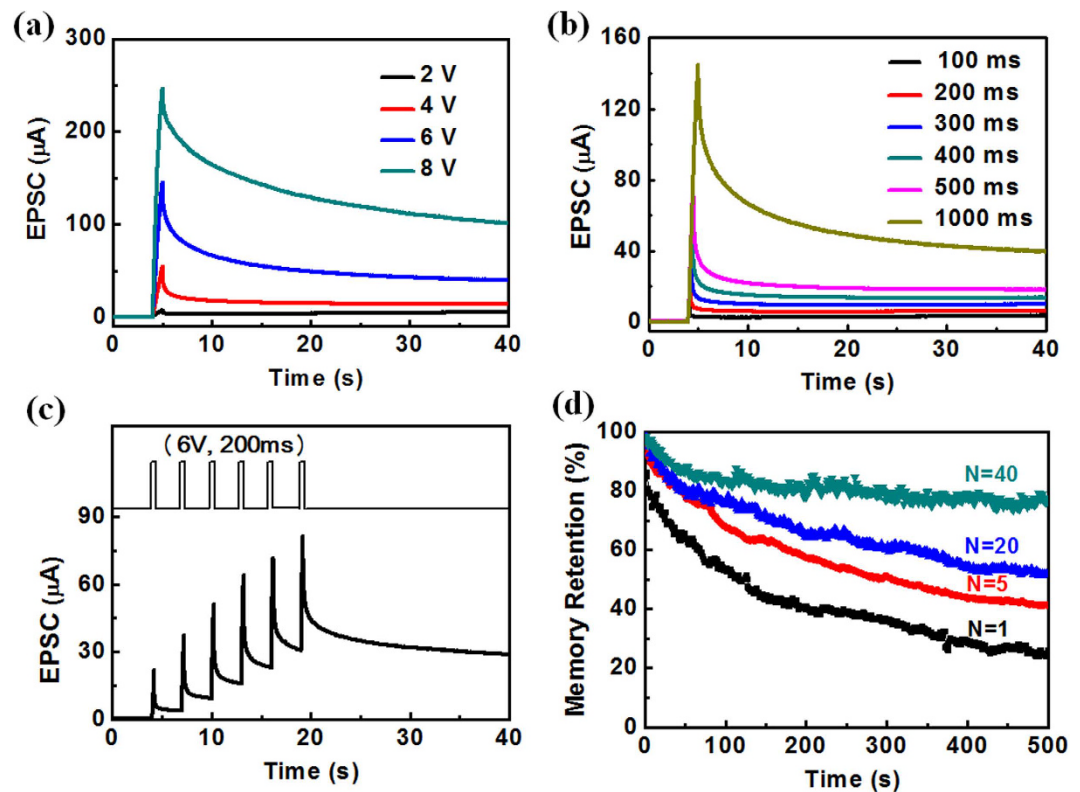 (a)
300
200
100
0
EPSC (μA)
0 10 20 30 40
Time (s)
2 V
4 V
6 V
8 V
(b)
160
120
80
40
0
EPSC (μA)
0 10 20 30 40
Time (s)
100 ms
200 ms
300 ms
400 ms
500 ms
1000 ms
(c)
(6V, 200ms)
90
60
30
0
EPSC (μA)
0 10 20 30 40
Time (s)
(d)
100
80
60
40
20
0
Memory Retention (%)
N=40
N=20
N=5
N=1
0 100 200 300 400 500
Time (s)